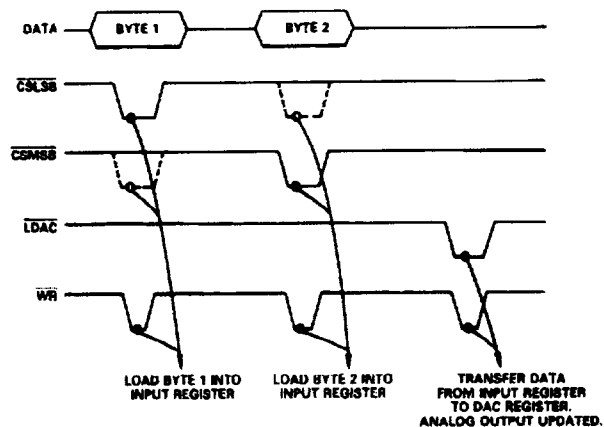 DATA
BYTE 1
BYTE 2
CSLSB
CSMSB
LDAC
WR
LOAD BYTE 1 INTO
INPUT REGISTER
LOAD BYTE 2 INTO
INPUT REGISTER
TRANSFER DATA
FROM INPUT REGISTER
TO DAC REGISTER.
ANALOG OUTPUT UPDATED.